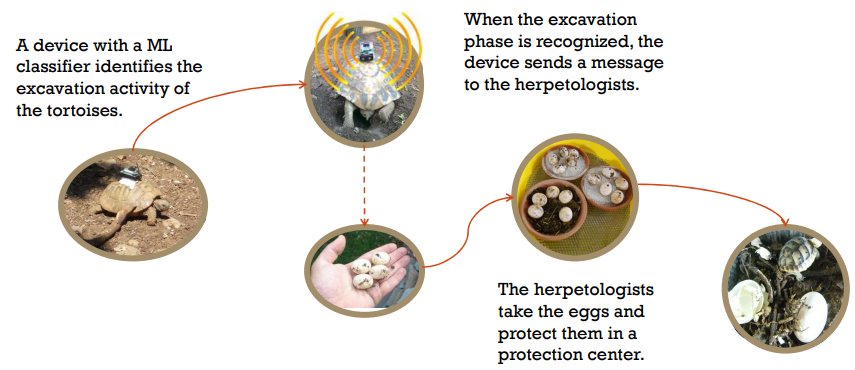 A device with a ML
classifier identifies the
excavation activity of
the tortoises.
When the excavation
phase is recognized, the
device sends a message
to the herpetologists.
The herpetologists
take the eggs and
protect them in a
protection center.